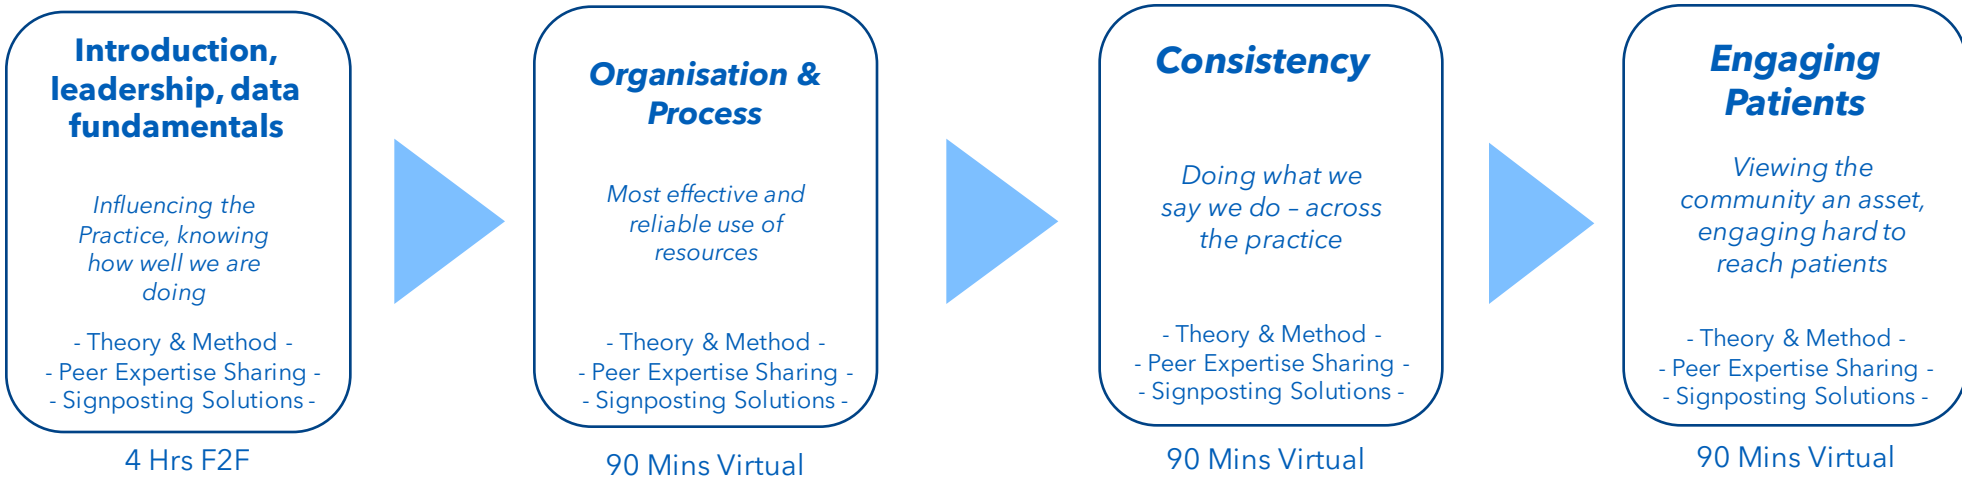 Introduction,
leadership, data
fundamentals
Influencing the
Practice, knowing
how well we are
doing
- Theory & Method -
- Peer Expertise Sharing -
- Signposting Solutions -
4 Hrs F2F
Organisation &
Process
Most effective and
reliable use of
resources
- Theory & Method -
- Peer Expertise Sharing -
- Signposting Solutions -
90 Mins Virtual
Consistency
Doing what we
say we do – across
the practice
- Theory & Method -
- Peer Expertise Sharing -
- Signposting Solutions -
90 Mins Virtual
Engaging
Patients
Viewing the
community an asset,
engaging hard to
reach patients
- Theory & Method -
- Peer Expertise Sharing -
- Signposting Solutions -
90 Mins Virtual